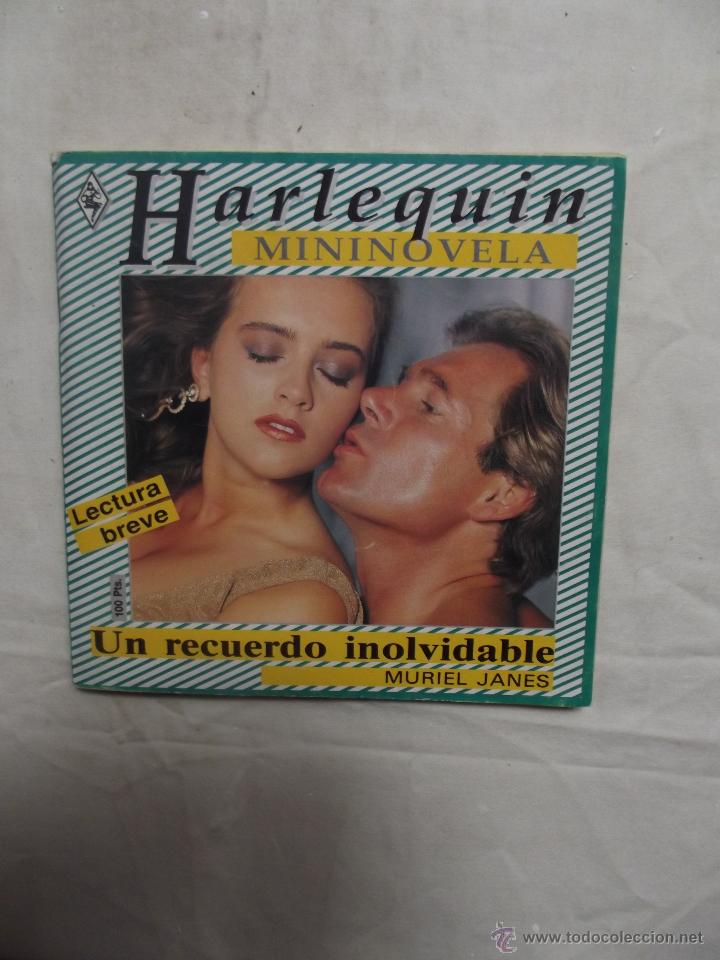 Harlequin
MININOVELA
Lectura
breve
100 Pts.
Un recuerdo inolvidable
MURIEL JANES
© www.todocoleccion.net